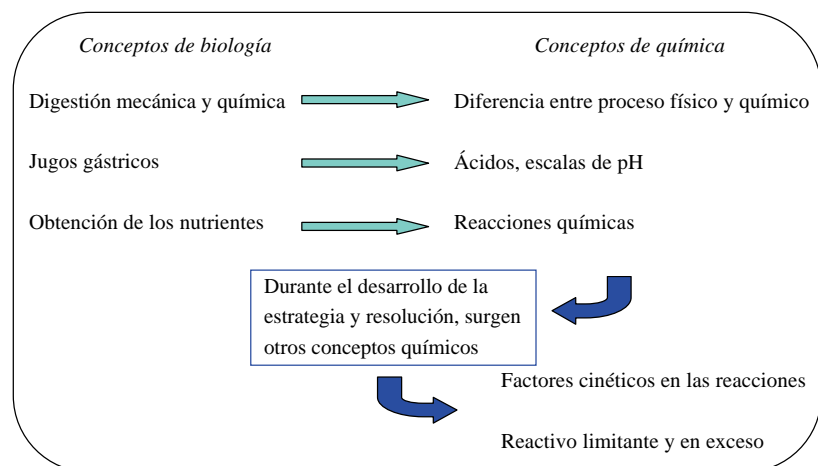 Conceptos de biología
Conceptos de química
Digestión mecánica y química
Diferencia entre proceso físico y químico
Jugos gástricos
Ácidos, escalas de pH
Obtención de los nutrientes
Reacciones químicas
Durante el desarrollo de la
estrategia y resolución, surgen
otros conceptos químicos
Factores cinéticos en las reacciones
Reactivo limitante y en exceso